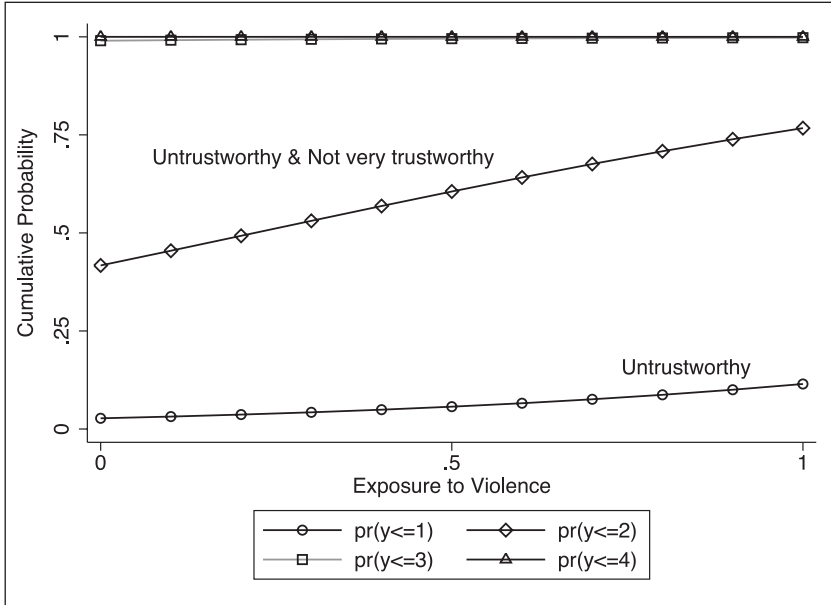 1
.75
.5
.25
0
Cumulative Probability
Untrustworthy & Not very trustworthy
Untrustworthy
0 .5 1
Exposure to Violence
pr(y<=1) pr(y<=2)
pr(y<=3) pr(y<=4)